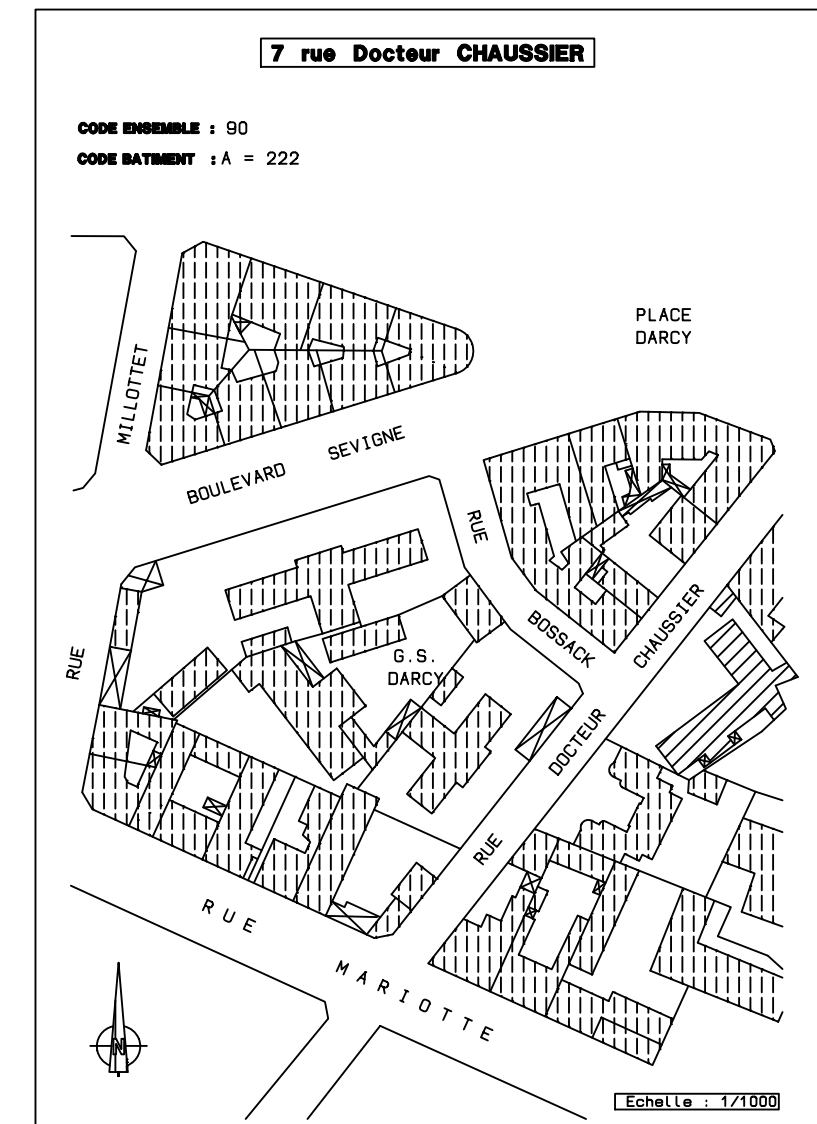 7 rue Docteur CHAUSSIER
CODE ENSEMBLE : 90
CODE BATIMENT : A = 222
PLACE
DARCY
MILLOTTET
BOULEVARD SEVIGNE
RUE
BOSSACK
RUE
G.S.
DARCY
RUE
DOCTEUR
CHAUSSIER
RUE
MARIOTTE
N
Echelle : 1/1000